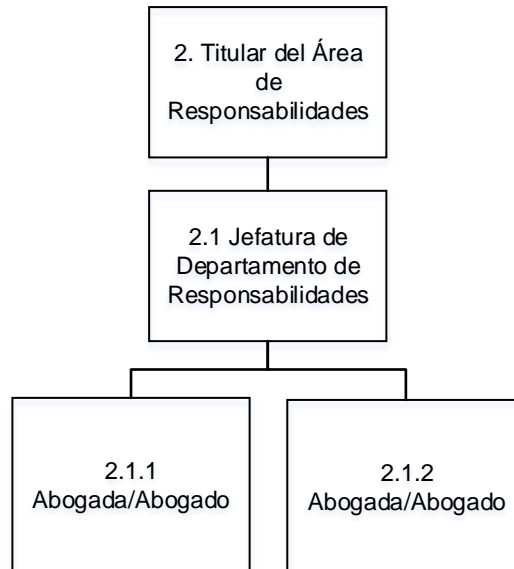 2. Titular del Área
de
Responsabilidades
2.1 Jefatura de
Departamento de
Responsabilidades
2.1.1
Abogada/Abogado
2.1.2
Abogada/Abogado